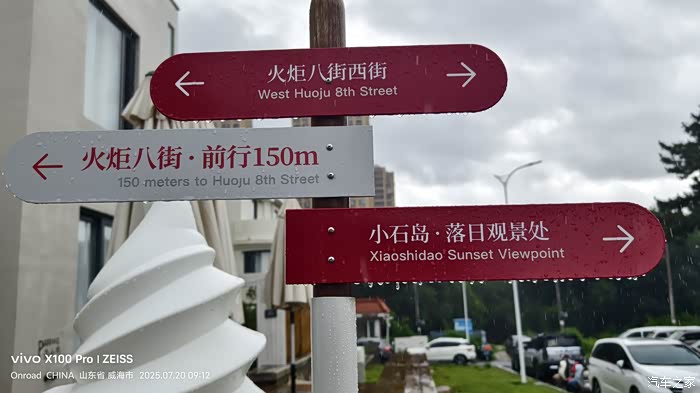 火炬八街西街
West Huoju 8th Street
火炬八街·前行150m
150 meters to Huoju 8th Street
小石岛·落日观景处
Xiaoshidao Sunset Viewpoint
vivo X100 Pro | ZEISS
Onroad CHINA, 山东省 威海市 2025.07.20 09:12
汽车之家